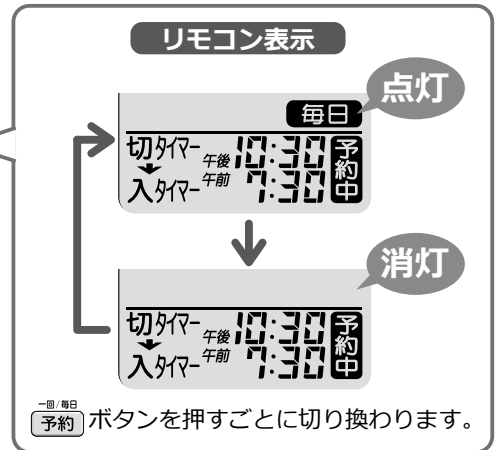 リモコン表示
点灯
毎日
切タイマー 午後 10:30 予約中
入タイマー 午前 7:30
消灯
切タイマー 午後 10:30 予約中
入タイマー 午前 7:30
一回/毎日
予約 ボタンを押すごとに切り換わります。